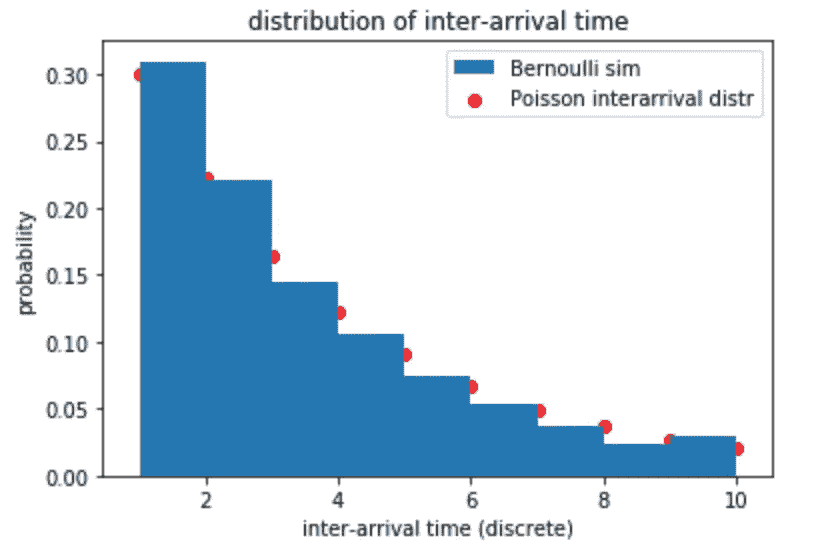 distribution of inter-arrival time
Bernoulli sim
Poisson interarrival distr
probability
0.30
0.25
0.20
0.15
0.10
0.05
0.00
2 4 6 8 10
inter-arrival time (discrete)